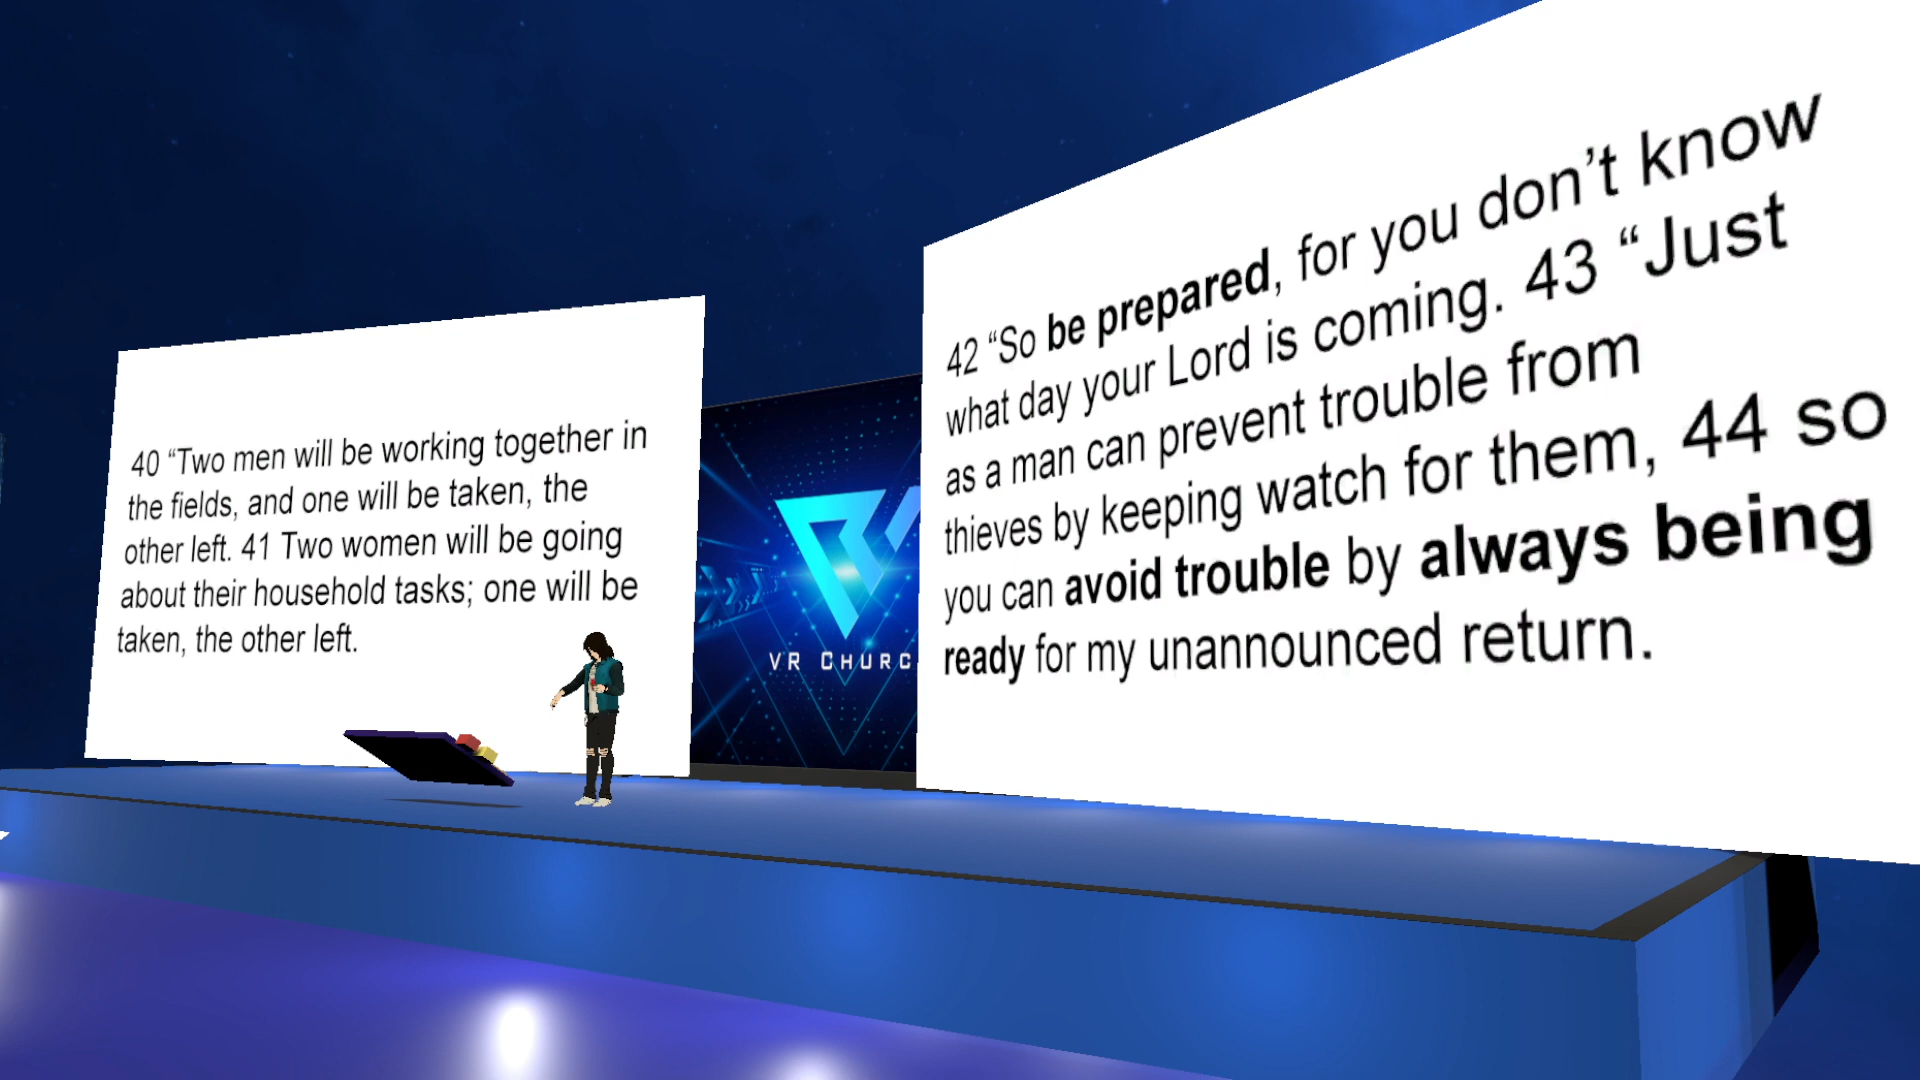 40 “Two men will be working together in
the fields, and one will be taken, the
other left. 41 Two women will be going
about their household tasks; one will be
taken, the other left.
VR CHURC
42 “So be prepared, for you don’t know
what day your Lord is coming. 43 “Just
as a man can prevent trouble from
thieves by keeping watch for them, 44 so
you can avoid trouble by always being
ready for my unannounced return.